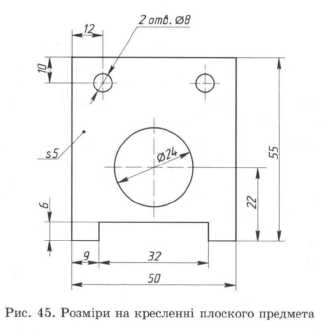 2 отв. Ø8
12
10
Ø24
s5
55
22
6
9
32
50
Рис. 45. Розміри на кресленні плоского предмета